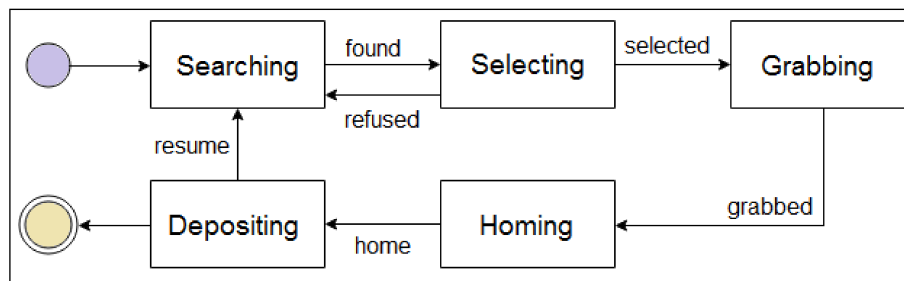 found
selected
Searching
Selecting
Grabbing
refused
resume
grabbed
Depositing
Homing
home